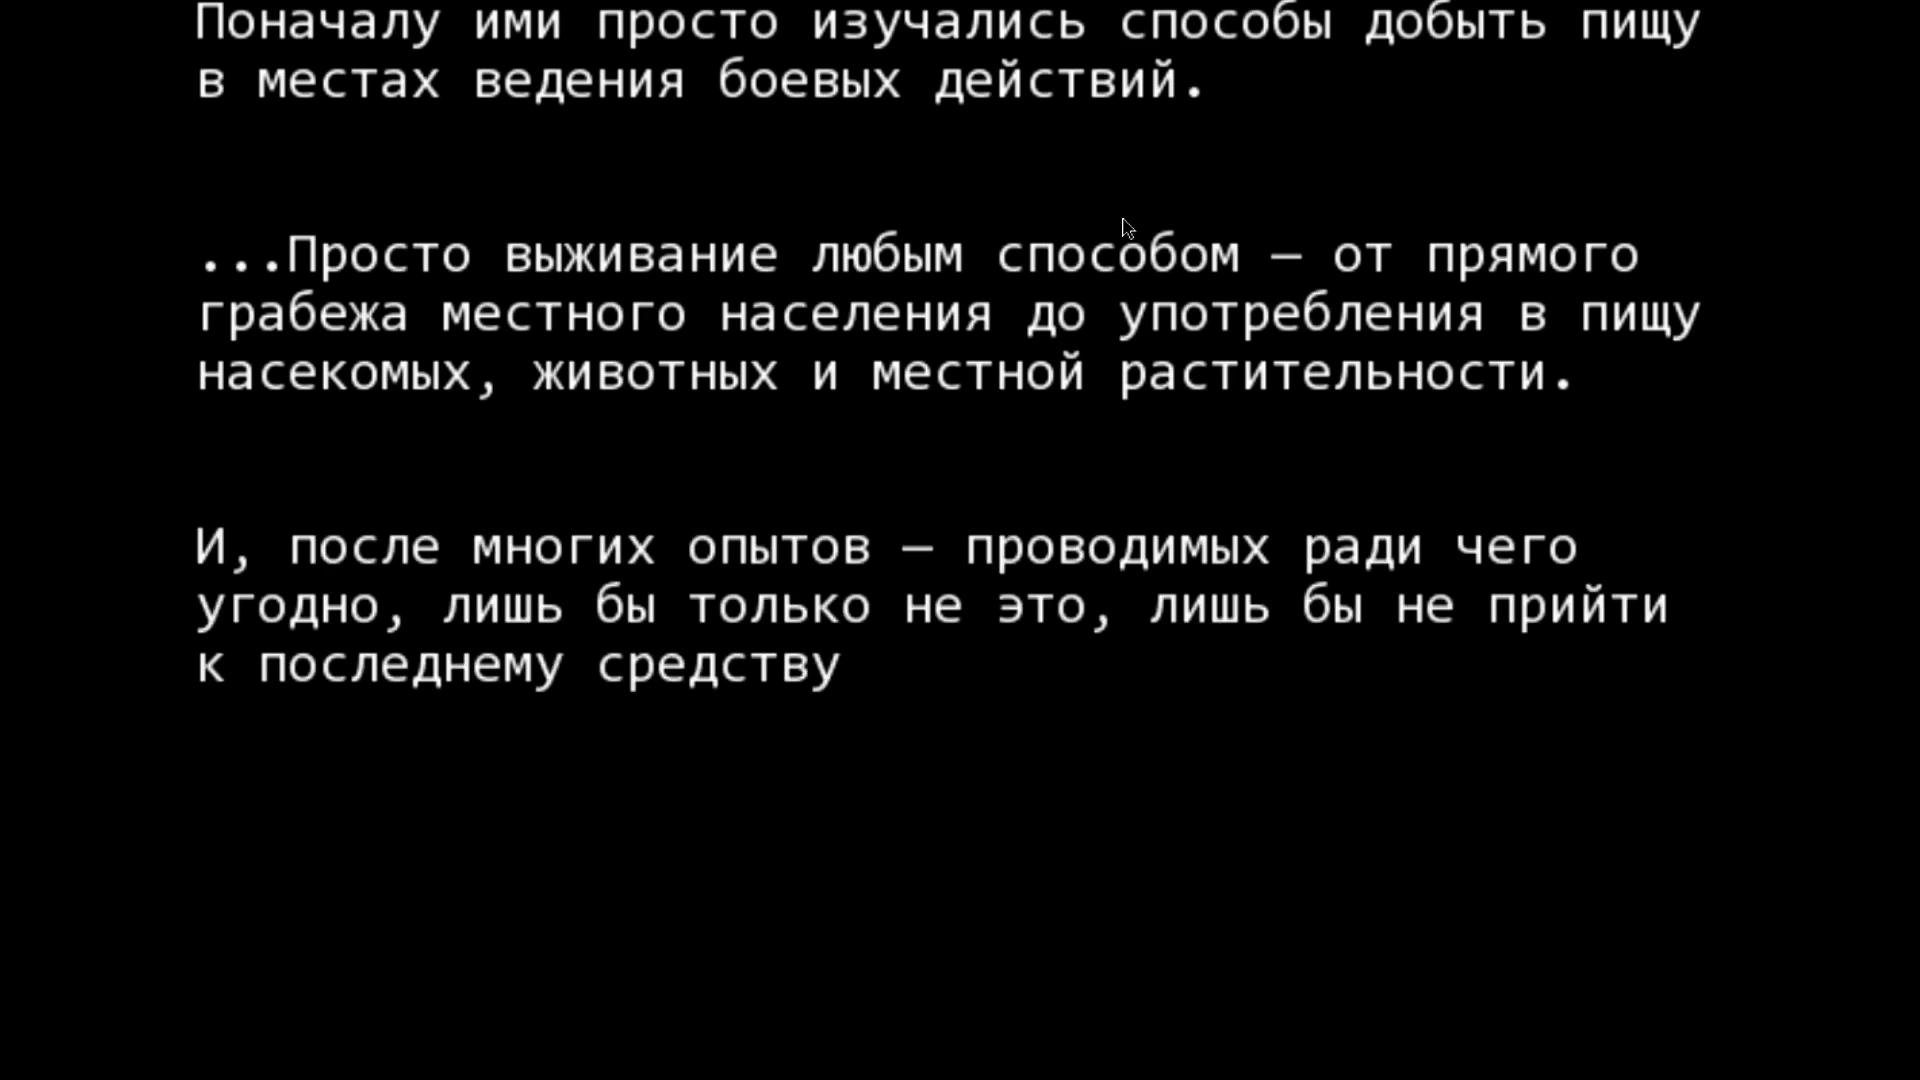 Поначалу ими просто изучались способы добыть пищу
в местах ведения боевых действий.
...Просто выживание любым способом — от прямого
грабежа местного населения до употребления в пищу
насекомых, животных и местной растительности.
И, после многих опытов — проводимых ради чего
угодно, лишь бы только не это, лишь бы не прийти
к последнему средству